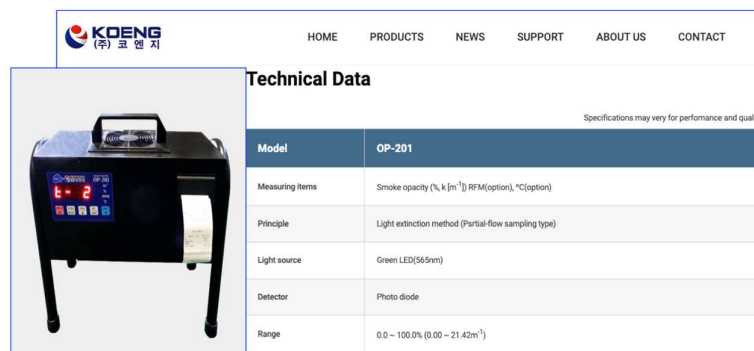 KOENG
(주) 코 엔 지
HOME PRODUCTS NEWS SUPPORT ABOUT US CONTACT
Technical Data
Specifications may very for perfomance and qual
Model OP-201
Measuring items Smoke opacity (%, k [m⁻¹]) RFM(option), ºC(option)
Principle Light extinction method (Psrtial-flow sampling type)
Light source Green LED(565nm)
Detector Photo diode
Range 0.0 ~ 100.0% (0.00 ~ 21.42m⁻¹)
OP-201
t- 2
%